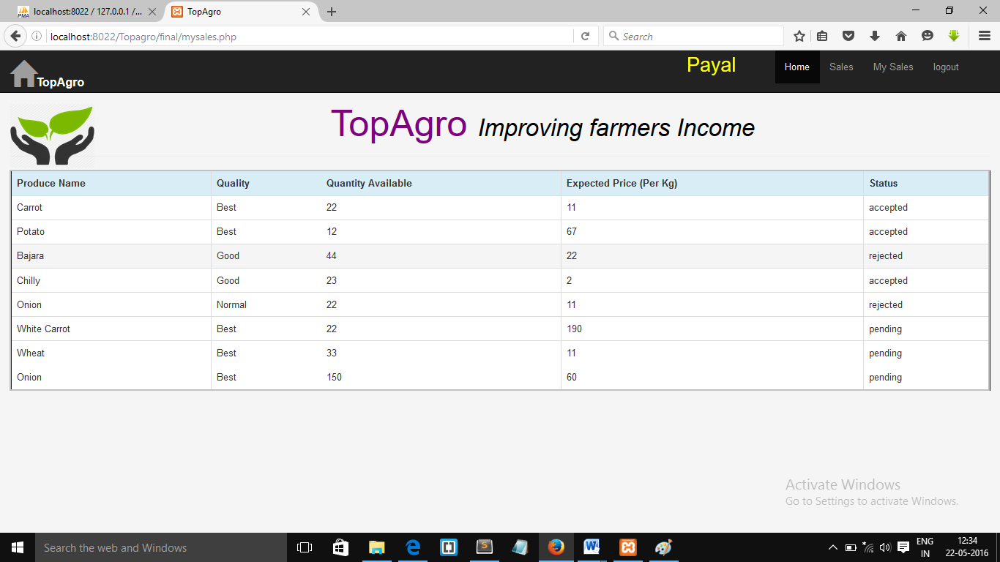 localhost:8022 / 127.0.0.1 /...
TopAgro
localhost:8022/Topagro/final/mysales.php
Search
TopAgro
Payal
Home Sales My Sales logout
TopAgro Improving farmers Income
Produce Name Quality Quantity Available Expected Price (Per Kg) Status
Carrot Best 22 11 accepted
Potato Best 12 67 accepted
Bajara Good 44 22 rejected
Chilly Good 23 2 accepted
Onion Normal 22 11 rejected
White Carrot Best 22 190 pending
Wheat Best 33 11 pending
Onion Best 150 60 pending
Activate Windows
Go to Settings to activate Windows.
Search the web and Windows
ENG
IN
12:34
22-05-2016